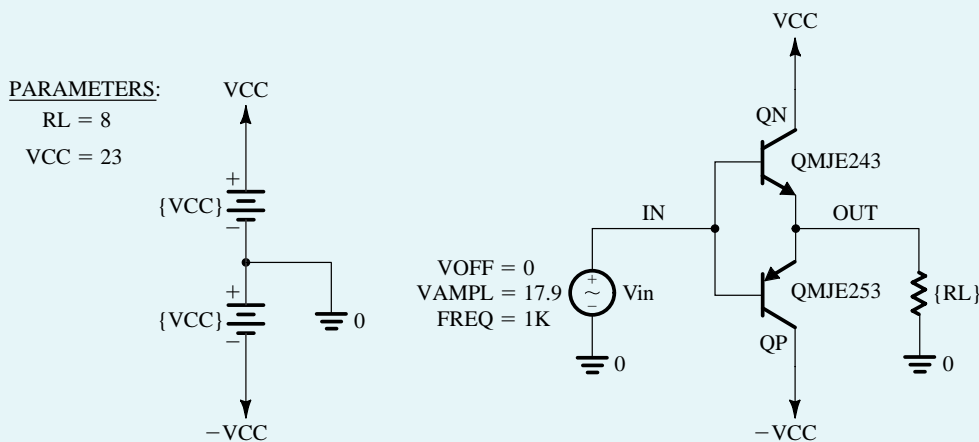 PARAMETERS:
RL = 8
VCC = 23
VCC
+
{VCC}
−
+
{VCC}
−
0
−VCC
VCC
QN
QMJE243
IN
OUT
VOFF = 0
VAMPL = 17.9
FREQ = 1K
+
~
−
Vin
0
QMJE253
QP
{RL}
0
−VCC